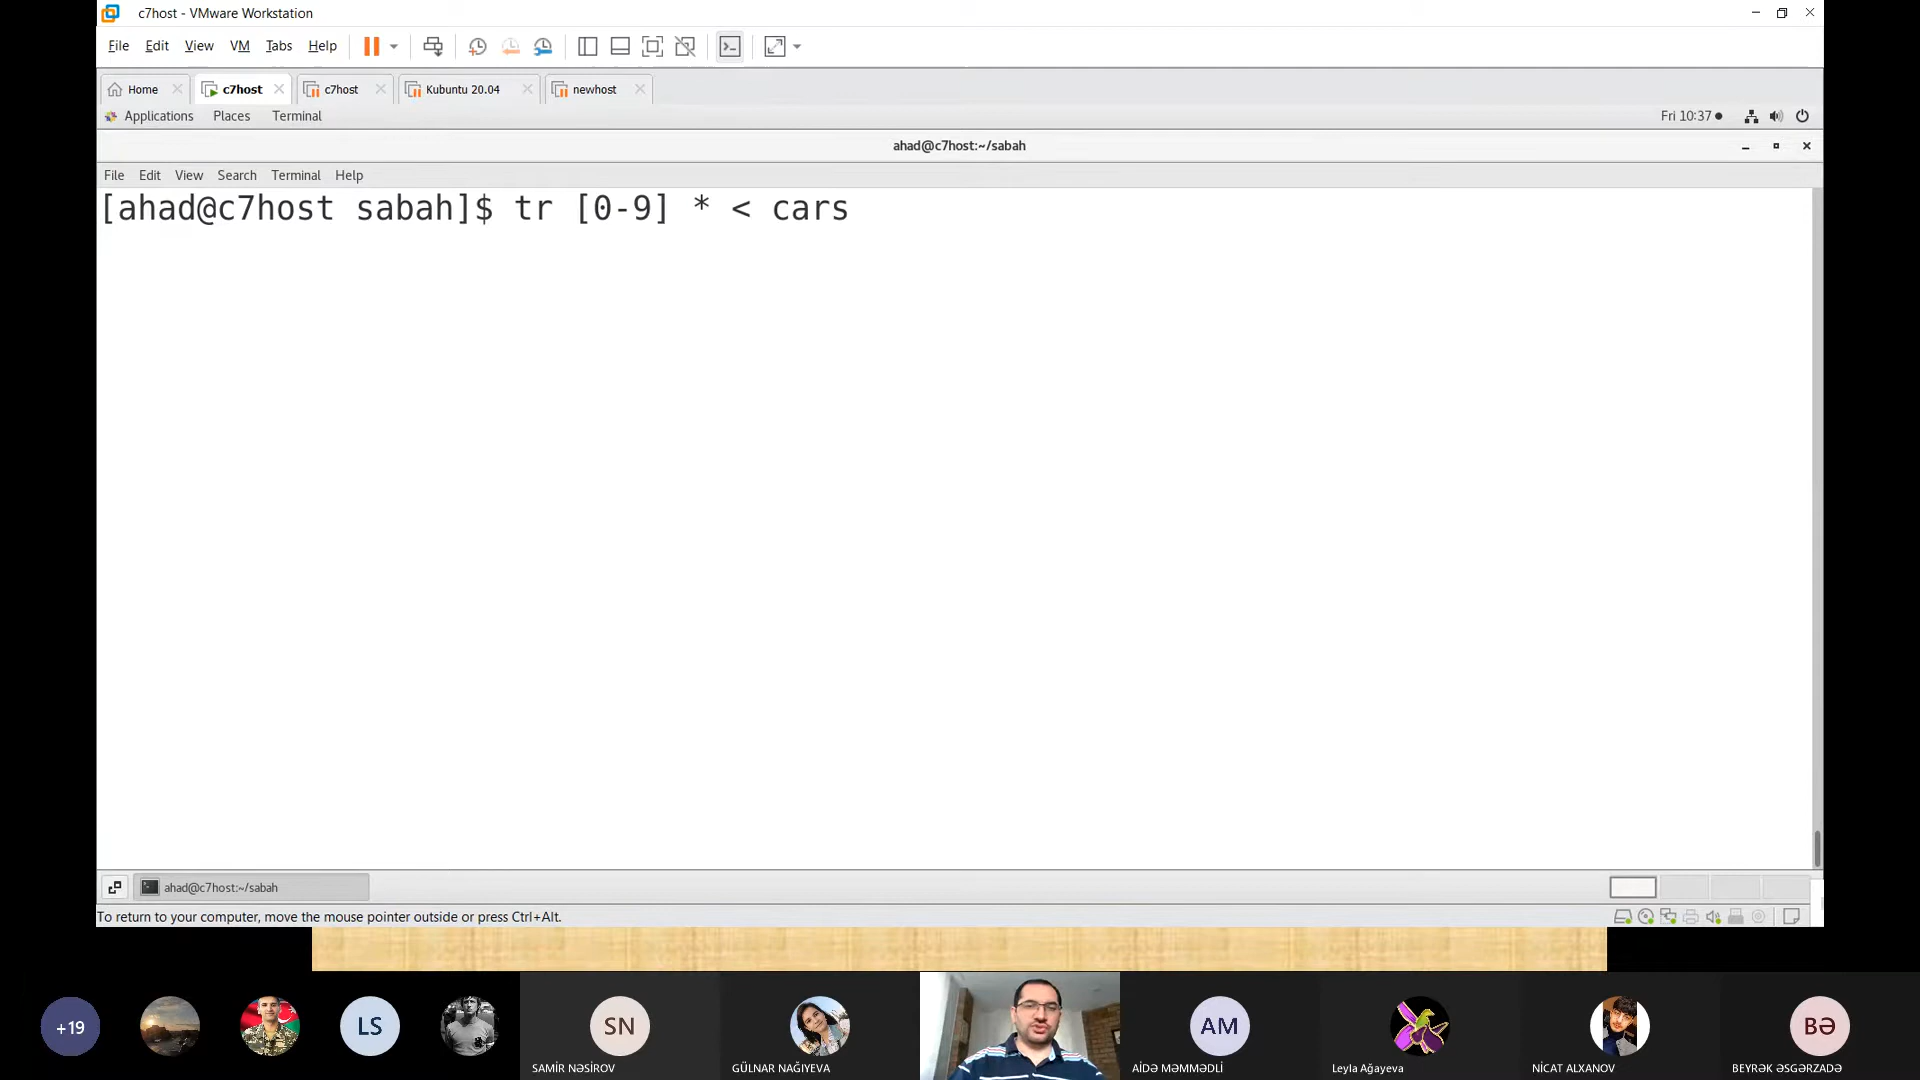 c7host - VMware Workstation
File Edit View VM Tabs Help
Home c7host c7host Kubuntu 20.04 newhost
Applications Places Terminal Fri 10:37
ahad@c7host:~/sabah
File Edit View Search Terminal Help
[ahad@c7host sabah]$ tr [0-9] * < cars
ahad@c7host:~/sabah
To return to your computer, move the mouse pointer outside or press Ctrl+Alt.
+19 LS SN AM BƏ
SAMİR NƏSİROV GÜLNAR NAĞIYEVA AİDƏ MƏMMƏDLİ Leyla Ağayeva NİCAT ALXANOV BEYRƏK ƏSGƏRZADƏ